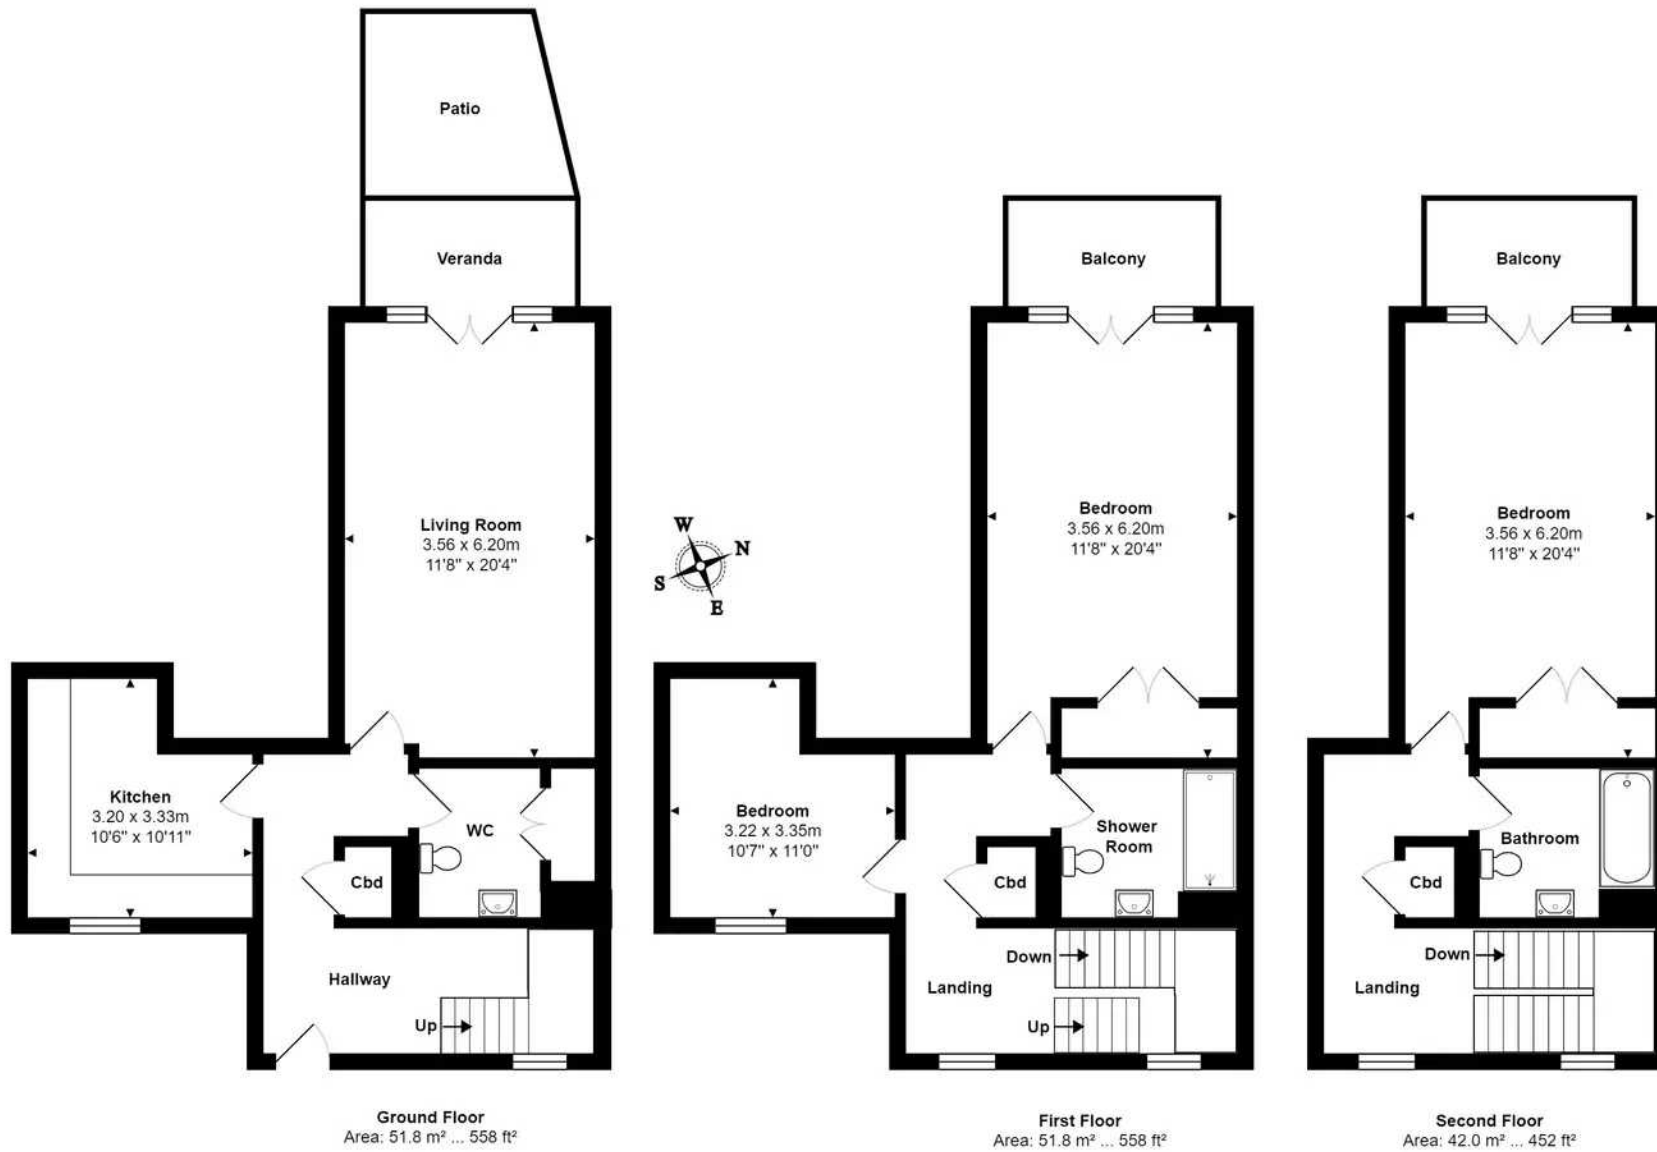 Patio
Veranda
Living Room
3.56 x 6.20m
11'8" x 20'4"
Kitchen
3.20 x 3.33m
10'6" x 10'11"
WC
Cbd
Hallway
Up
Ground Floor
Area: 51.8 m² ... 558 ft²
W
N
S
E
Balcony
Bedroom
3.56 x 6.20m
11'8" x 20'4"
Bedroom
3.22 x 3.35m
10'7" x 11'0"
Shower
Room
Cbd
Down
Landing
Up
First Floor
Area: 51.8 m² ... 558 ft²
Balcony
Bedroom
3.56 x 6.20m
11'8" x 20'4"
Bathroom
Cbd
Down
Landing
Second Floor
Area: 42.0 m² ... 452 ft²